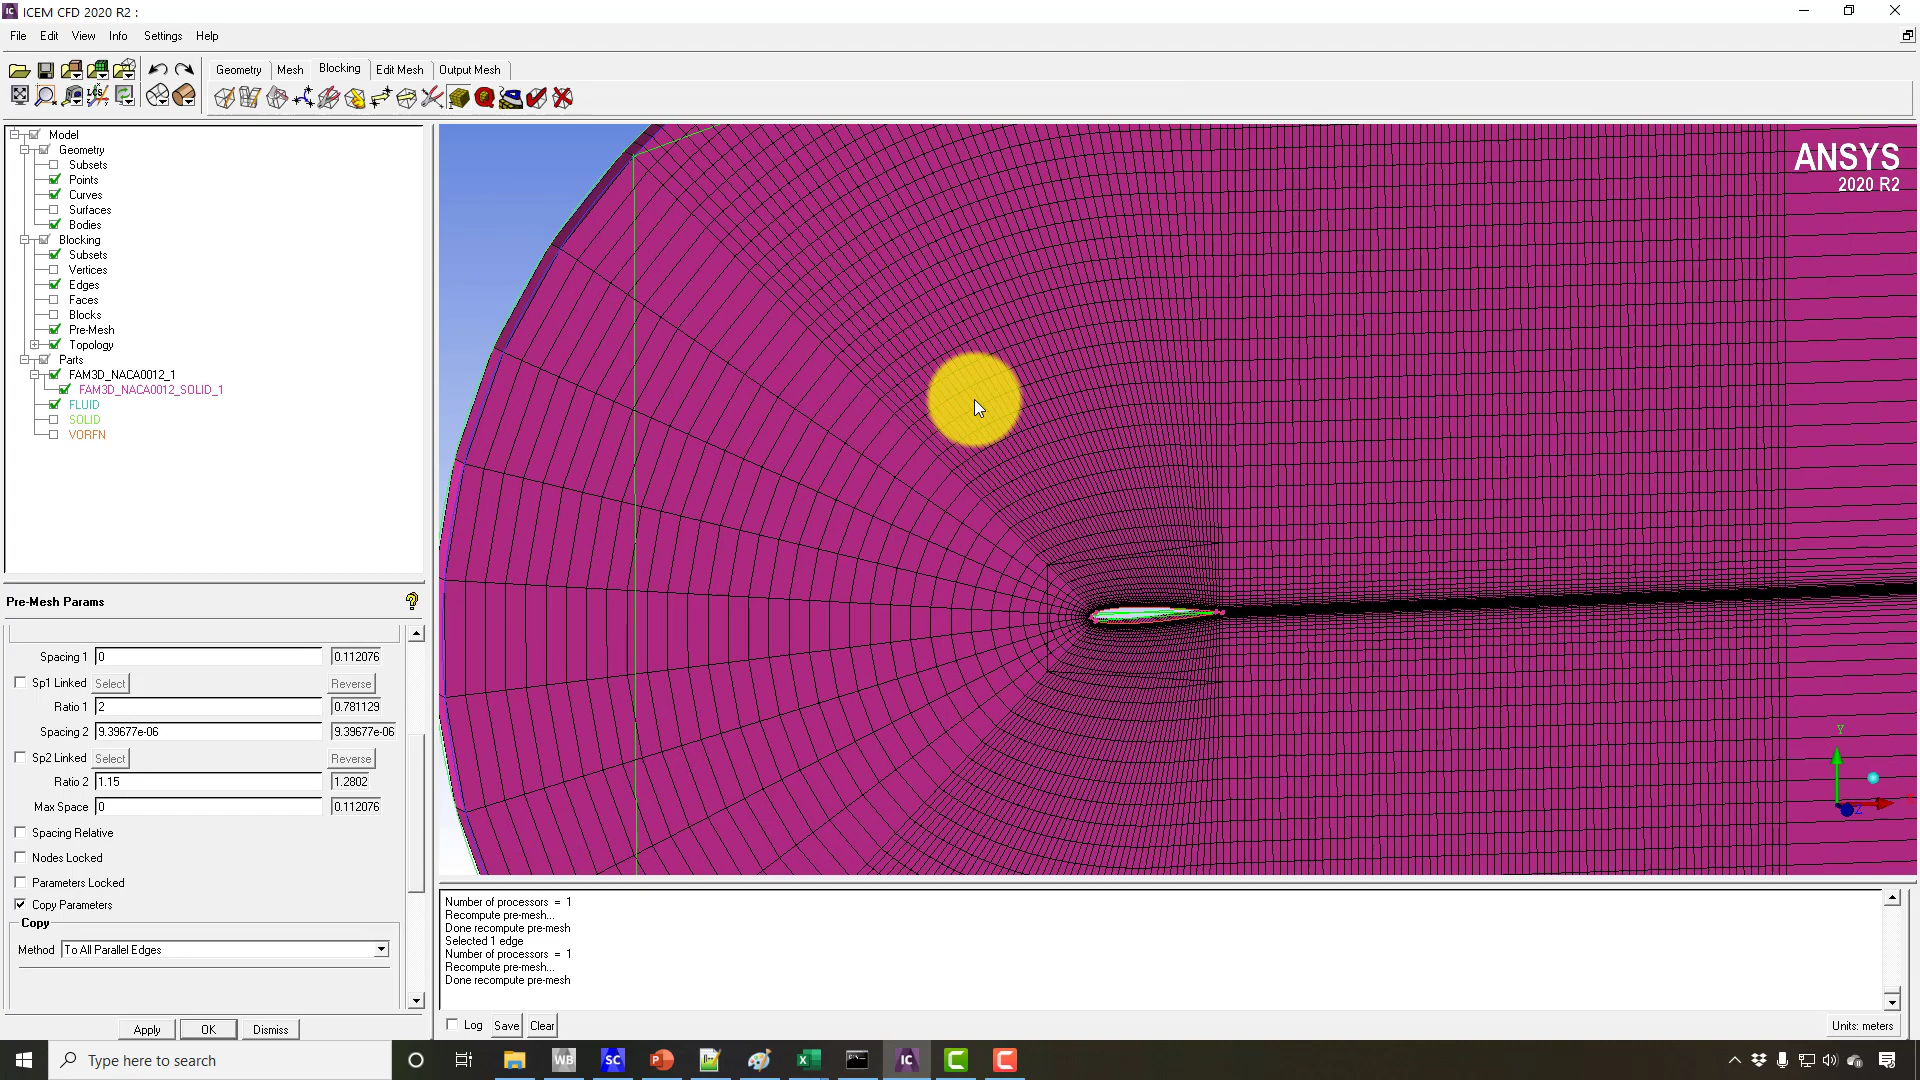 ICEM CFD 2020 R2 :
File Edit View Info Settings Help
Geometry Mesh Blocking Edit Mesh Output Mesh
Model
Geometry
Subsets
Points
Curves
Surfaces
Bodies
Blocking
Subsets
Vertices
Edges
Faces
Blocks
Pre-Mesh
Topology
Parts
FAM3D_NACA0012_1
FAM3D_NACA0012_SOLID_1
FLUID
SOLID
VORFN
ANSYS
2020 R2
Y
Z
Pre-Mesh Params
Spacing 1 0 0.112076
Sp1 Linked Select Reverse
Ratio 1 2 0.781129
Spacing 2 9.39677e-06 9.39677e-06
Sp2 Linked Select Reverse
Ratio 2 1.15 1.2802
Max Space 0 0.112076
Spacing Relative
Nodes Locked
Parameters Locked
Copy Parameters
Copy
Method To All Parallel Edges
Apply OK Dismiss
Number of processors = 1
Recompute pre-mesh...
Done recompute pre-mesh
Selected 1 edge
Number of processors = 1
Recompute pre-mesh...
Done recompute pre-mesh
Log Save Clear
Units: meters
Type here to search
WB SC IC